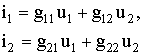 i₁ = g₁₁u₁ + g₁₂u₂,
i₂ = g₂₁u₁ + g₂₂u₂